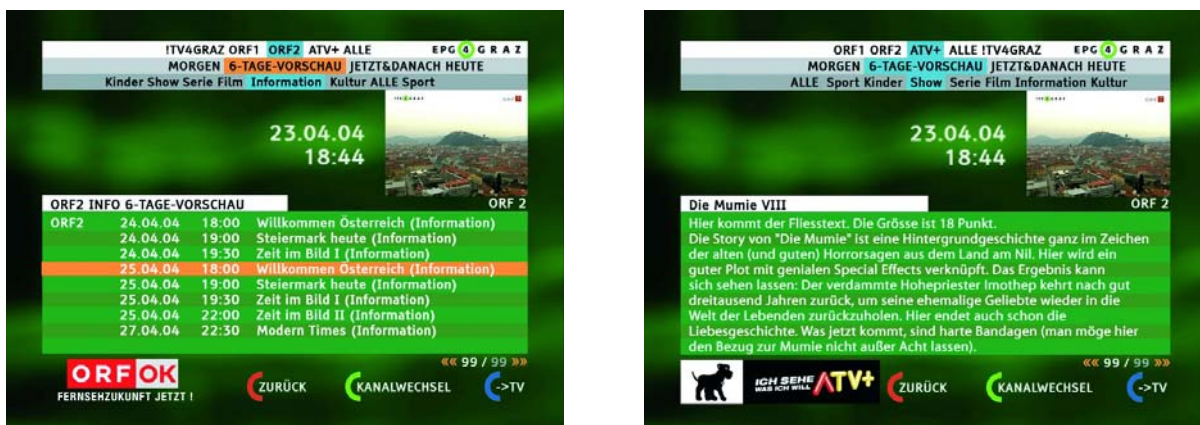 !TV4GRAZ ORF1 ORF2 ATV+ ALLE EPG 4 GRAZ
MORGEN 6-TAGE-VORSCHAU JETZT&DANACH HEUTE
Kinder Show Serie Film Information Kultur ALLE Sport
23.04.04
18:44
ORF2 INFO 6-TAGE-VORSCHAU ORF 2
ORF2 24.04.04 18:00 Willkommen Österreich (Information)
24.04.04 19:00 Steiermark heute (Information)
24.04.04 19:30 Zeit im Bild I (Information)
25.04.04 18:00 Willkommen Österreich (Information)
25.04.04 19:00 Steiermark heute (Information)
25.04.04 19:30 Zeit im Bild I (Information)
25.04.04 22:00 Zeit im Bild II (Information)
27.04.04 22:30 Modern Times (Information)
«« 99 / 99 »»
ORF OK
FERNSEHZUKUNFT JETZT !
ZURÜCK KANALWECHSEL ->TV
ORF1 ORF2 ATV+ ALLE !TV4GRAZ EPG 4 GRAZ
MORGEN 6-TAGE-VORSCHAU JETZT&DANACH HEUTE
ALLE Sport Kinder Show Serie Film Information Kultur
23.04.04
18:44
Die Mumie VIII ORF 2
Hier kommt der Fliesstext. Die Grösse ist 18 Punkt.
Die Story von "Die Mumie" ist eine Hintergrundgeschichte ganz im Zeichen
der alten (und guten) Horrorsagen aus dem Land am Nil. Hier wird ein
guter Plot mit genialen Special Effects verknüpft. Das Ergebnis kann
sich sehen lassen: Der verdammte Hohepriester Imothep kehrt nach gut
dreitausend Jahren zurück, um seine ehemalige Geliebte wieder in die
Welt der Lebenden zurückzuholen. Hier endet auch schon die
Liebesgeschichte. Was jetzt kommt, sind harte Bandagen (man möge hier
den Bezug zur Mumie nicht außer Acht lassen).
«« 99 / 99 »»
ICH SEHE
WAS ICH WILL
ATV+
ZURÜCK KANALWECHSEL ->TV